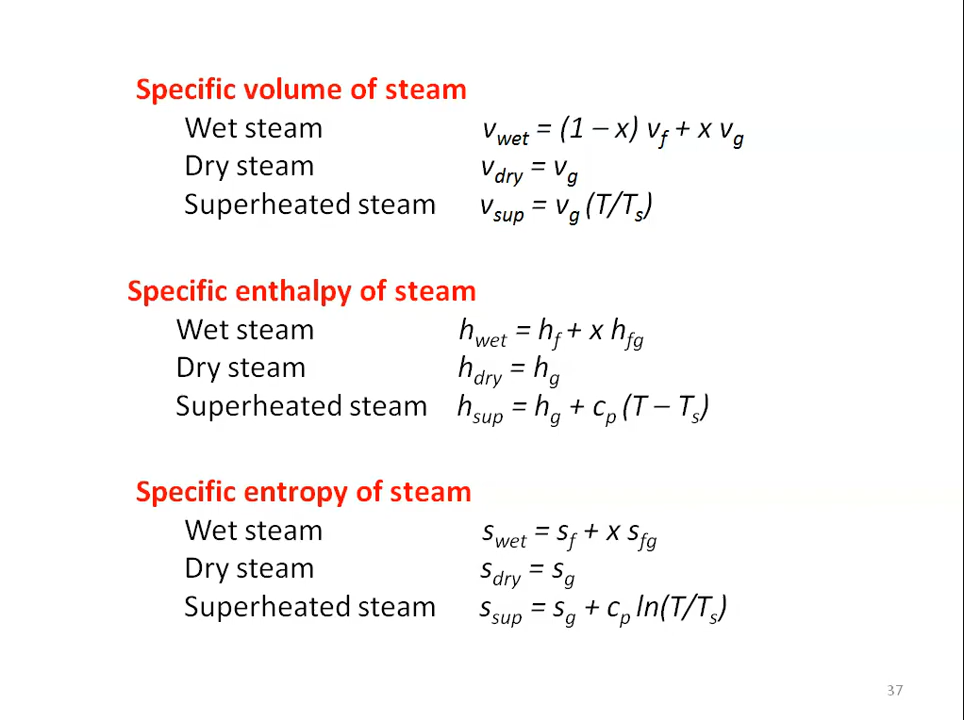 Specific volume of steam
Wet steam v_wet = (1 – x) v_f + x v_g
Dry steam v_dry = v_g
Superheated steam v_sup = v_g (T/T_s)
Specific enthalpy of steam
Wet steam h_wet = h_f + x h_fg
Dry steam h_dry = h_g
Superheated steam h_sup = h_g + c_p (T – T_s)
Specific entropy of steam
Wet steam s_wet = s_f + x s_fg
Dry steam s_dry = s_g
Superheated steam s_sup = s_g + c_p ln(T/T_s)
37